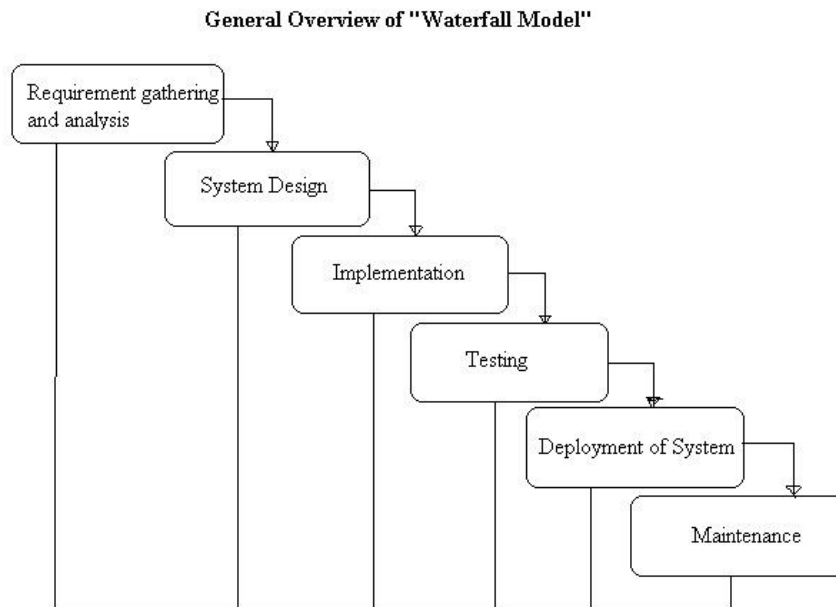 General Overview of "Waterfall Model"
Requirement gathering
and analysis
System Design
Implementation
Testing
Deployment of System
Maintenance